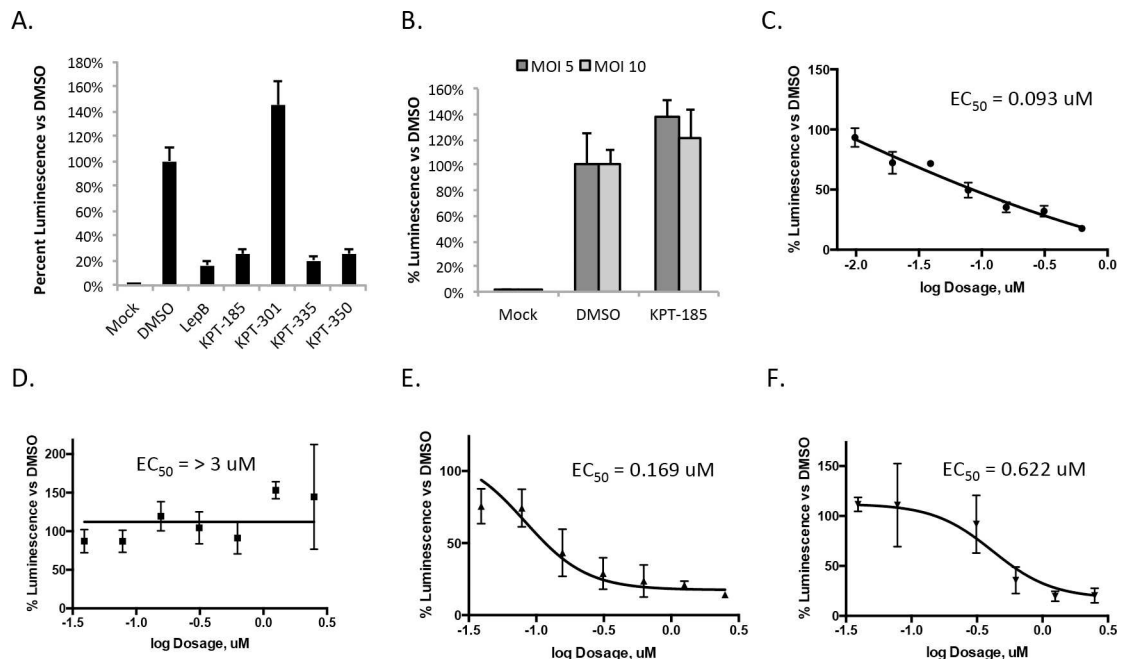 A.
Percent Luminescence vs DMSO
180%
160%
140%
120%
100%
80%
60%
40%
20%
0%
Mock
DMSO
LepB
KPT-185
KPT-301
KPT-335
KPT-350
B.
MOI 5 MOI 10
% Luminescence vs DMSO
160%
140%
120%
100%
80%
60%
40%
20%
0%
Mock DMSO KPT-185
C.
% Luminescence vs DMSO
EC50 = 0.093 uM
150
100
50
0
-2.0 -1.5 -1.0 -0.5 0.0
log Dosage, uM
D.
% Luminescence vs DMSO
EC50 = > 3 uM
200
150
100
50
0
-1.5 -1.0 -0.5 0.0 0.5
log Dosage, uM
E.
% Luminescence vs DMSO
EC50 = 0.169 uM
100
50
0
-1.5 -1.0 -0.5 0.0 0.5
log Dosage, uM
F.
% Luminescence vs DMSO
EC50 = 0.622 uM
150
100
50
0
-1.5 -1.0 -0.5 0.0 0.5
log Dosage, uM